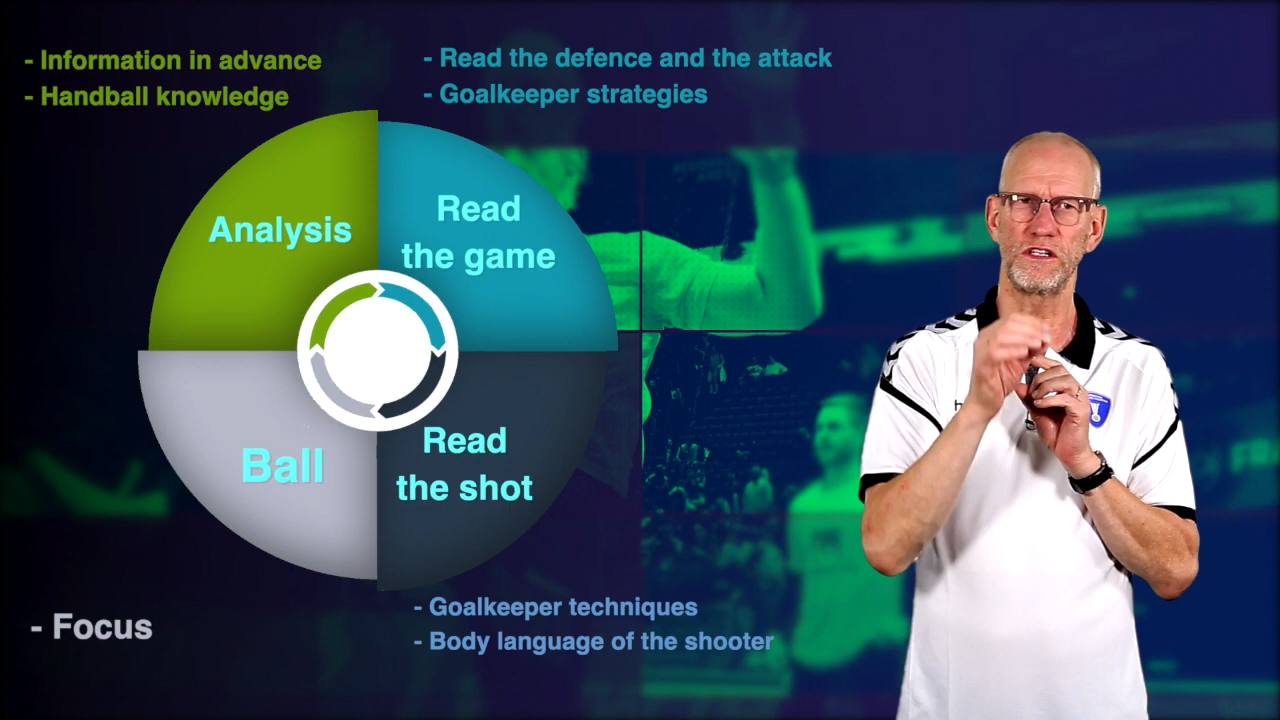 - Information in advance
- Handball knowledge
- Read the defence and the attack
- Goalkeeper strategies
Analysis
Read
the game
Ball
Read
the shot
- Focus
- Goalkeeper techniques
- Body language of the shooter